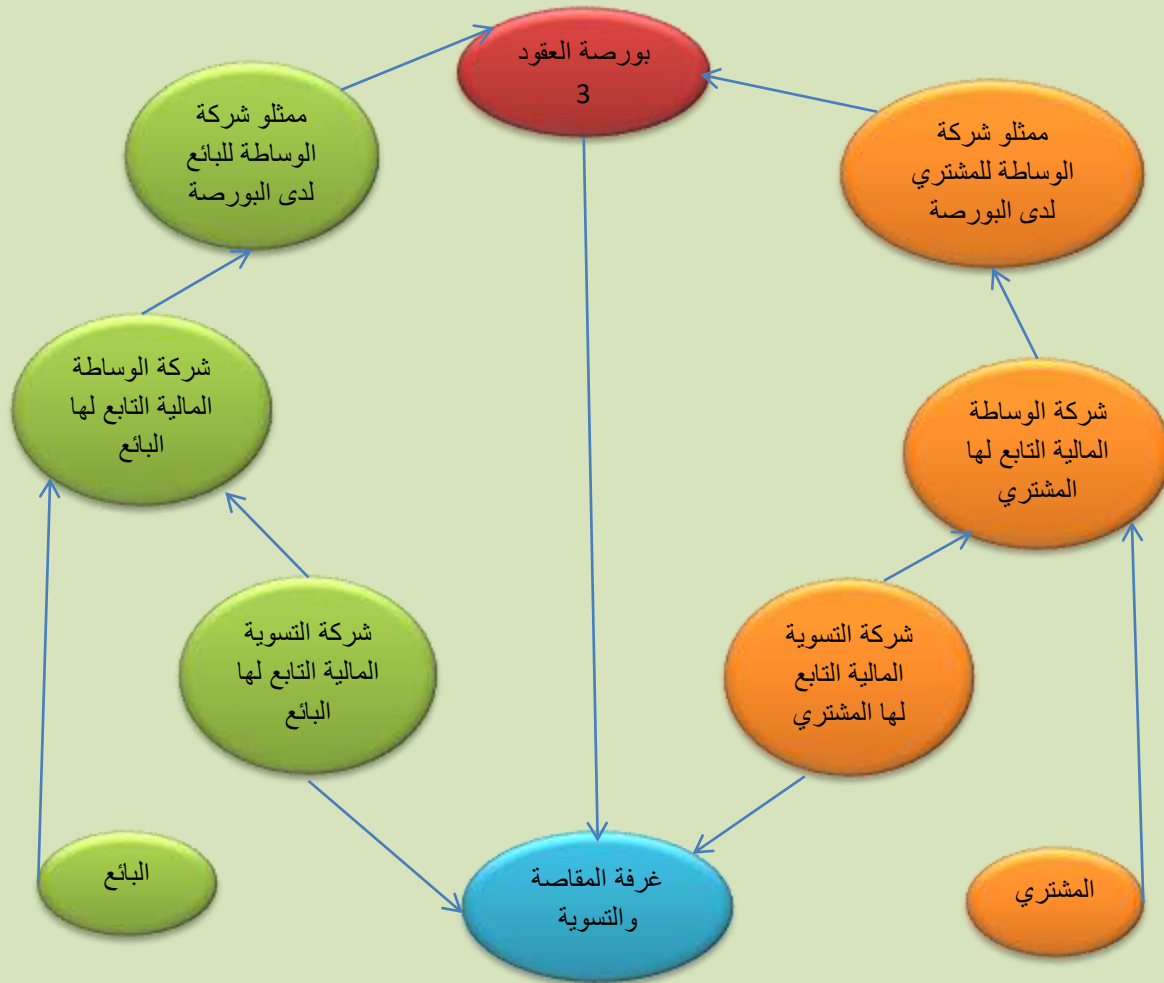 بورصة العقود
3
ممثلو شركة
الوساطة للمشتري
لدى البورصة
ممثلو شركة
الوساطة للبائع
لدى البورصة
شركة الوساطة
المالية التابع لها
المشتري
شركة الوساطة
المالية التابع لها
البائع
شركة التسوية
المالية التابع
لها المشتري
شركة التسوية
المالية التابع لها
البائع
المشتري
غرفة المقاصة
والتسوية
البائع